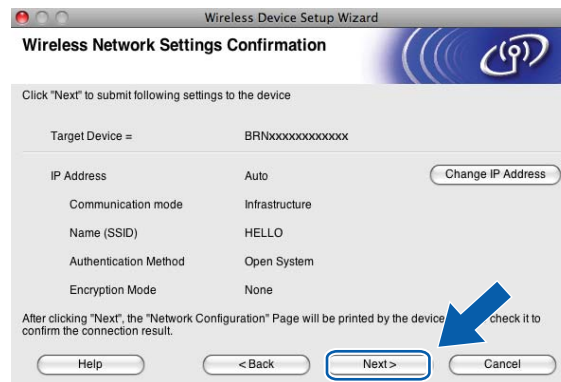 Wireless Device Setup Wizard
Wireless Network Settings Confirmation
Click "Next" to submit following settings to the device
Target Device = BRNxxxxxxxxxxxx
IP Address Auto Change IP Address
Communication mode Infrastructure
Name (SSID) HELLO
Authentication Method Open System
Encryption Mode None
After clicking "Next", the "Network Configuration" Page will be printed by the device check it to
confirm the connection result.
Help < Back Next > Cancel